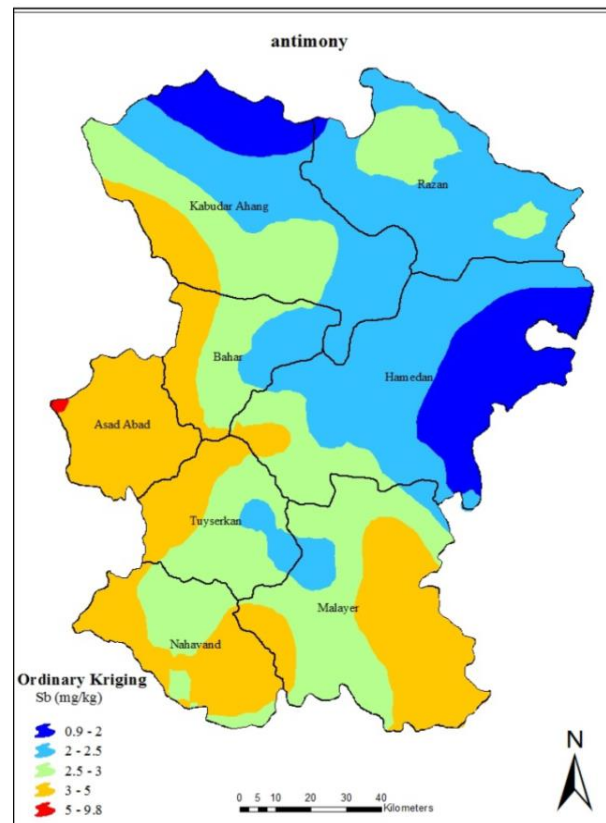 antimony
Razan
Kabudar Ahang
Bahar
Hamedan
Asad Abad
Tuyserkan
Malayer
Nahavand
Ordinary Kriging
Sb (mg/kg)
0.9 - 2
2 - 2.5
2.5 - 3
3 - 5
5 - 9.8
N
0 5 10 20 30 40
Kilometers